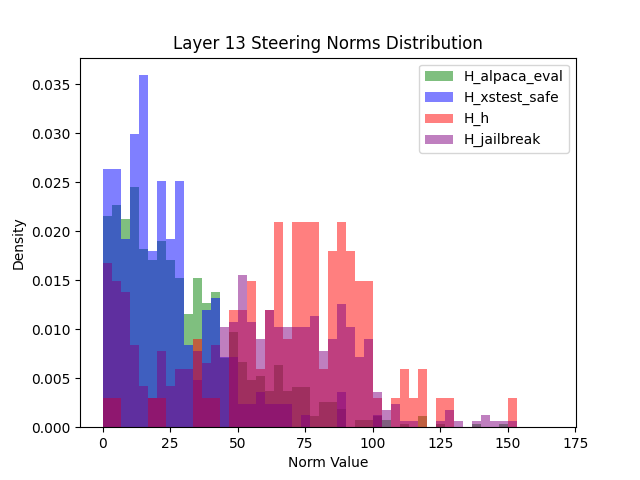 Layer 13 Steering Norms Distribution
H_alpaca_eval
H_xstest_safe
H_h
H_jailbreak
Density
0.035
0.030
0.025
0.020
0.015
0.010
0.005
0.000
0 25 50 75 100 125 150 175
Norm Value